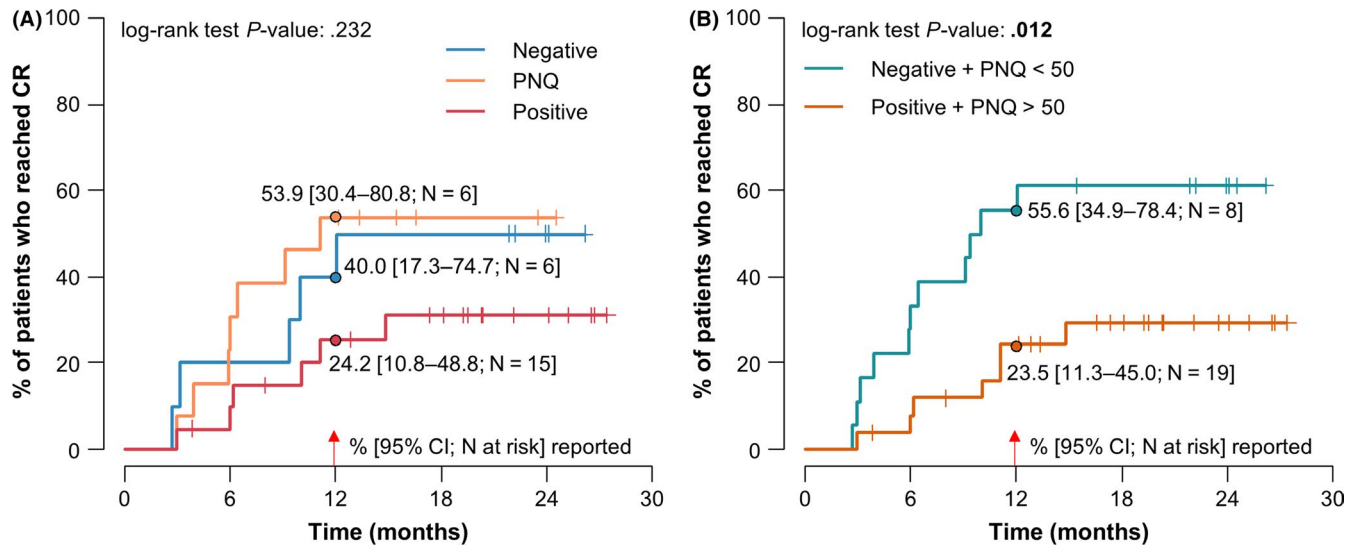 (A)
100
80
60
40
20
0
% of patients who reached CR
log-rank test P-value: .232
Negative
PNQ
Positive
53.9 [30.4–80.8; N = 6]
40.0 [17.3–74.7; N = 6]
24.2 [10.8–48.8; N = 15]
% [95% CI; N at risk] reported
0 6 12 18 24 30
Time (months)
(B)
100
80
60
40
20
0
% of patients who reached CR
log-rank test P-value: .012
Negative + PNQ < 50
Positive + PNQ > 50
55.6 [34.9–78.4; N = 8]
23.5 [11.3–45.0; N = 19]
% [95% CI; N at risk] reported
0 6 12 18 24 30
Time (months)